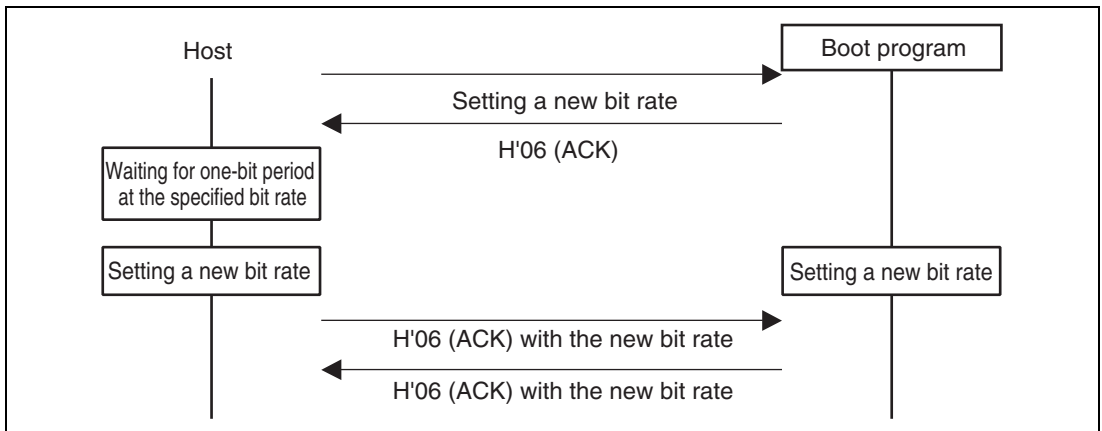 Host
Boot program
Setting a new bit rate
H'06 (ACK)
Waiting for one-bit period
at the specified bit rate
Setting a new bit rate
Setting a new bit rate
H'06 (ACK) with the new bit rate
H'06 (ACK) with the new bit rate